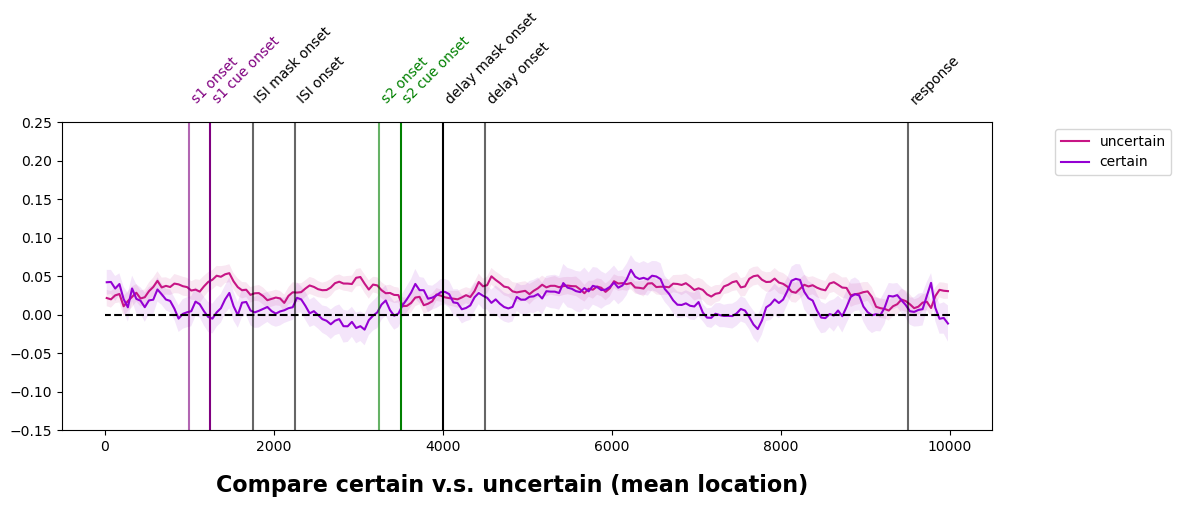 s1 onset
s1 cue onset
ISI mask onset
ISI onset
s2 onset
s2 cue onset
delay mask onset
delay onset
response
0.25
0.20
0.15
0.10
0.05
0.00
−0.05
−0.10
−0.15
0
2000
4000
6000
8000
10000
uncertain
certain
Compare certain v.s. uncertain (mean location)